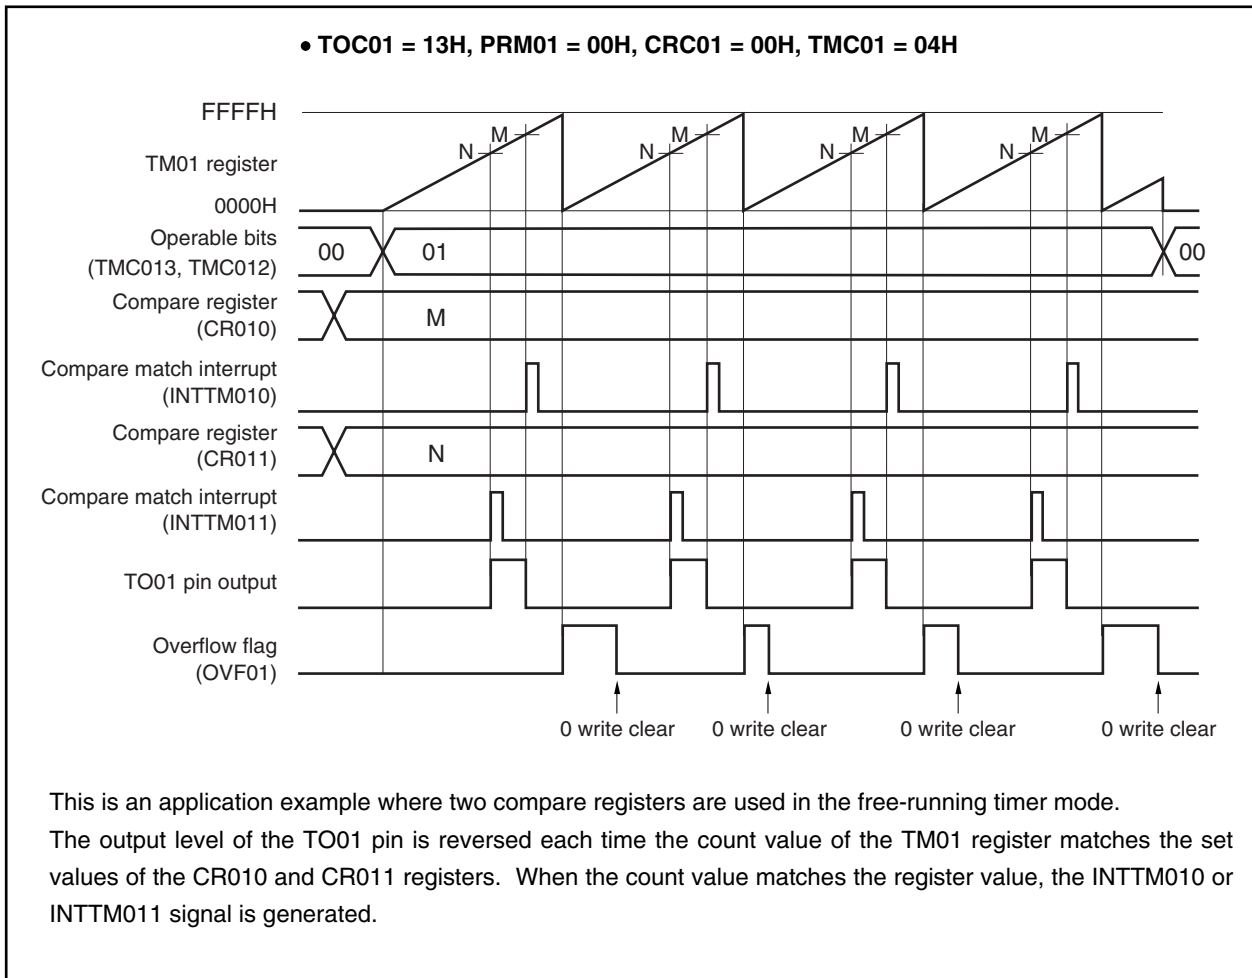 • TOC01 = 13H, PRM01 = 00H, CRC01 = 00H, TMC01 = 04H
FFFFH
M M M M
N N N N
TM01 register
0000H
Operable bits
(TMC013, TMC012)
00 01 00
Compare register
(CR010)
M
Compare match interrupt
(INTTM010)
Compare register
(CR011)
N
Compare match interrupt
(INTTM011)
TO01 pin output
Overflow flag
(OVF01)
0 write clear 0 write clear 0 write clear 0 write clear
This is an application example where two compare registers are used in the free-running timer mode.
The output level of the TO01 pin is reversed each time the count value of the TM01 register matches the set
values of the CR010 and CR011 registers. When the count value matches the register value, the INTTM010 or
INTTM011 signal is generated.